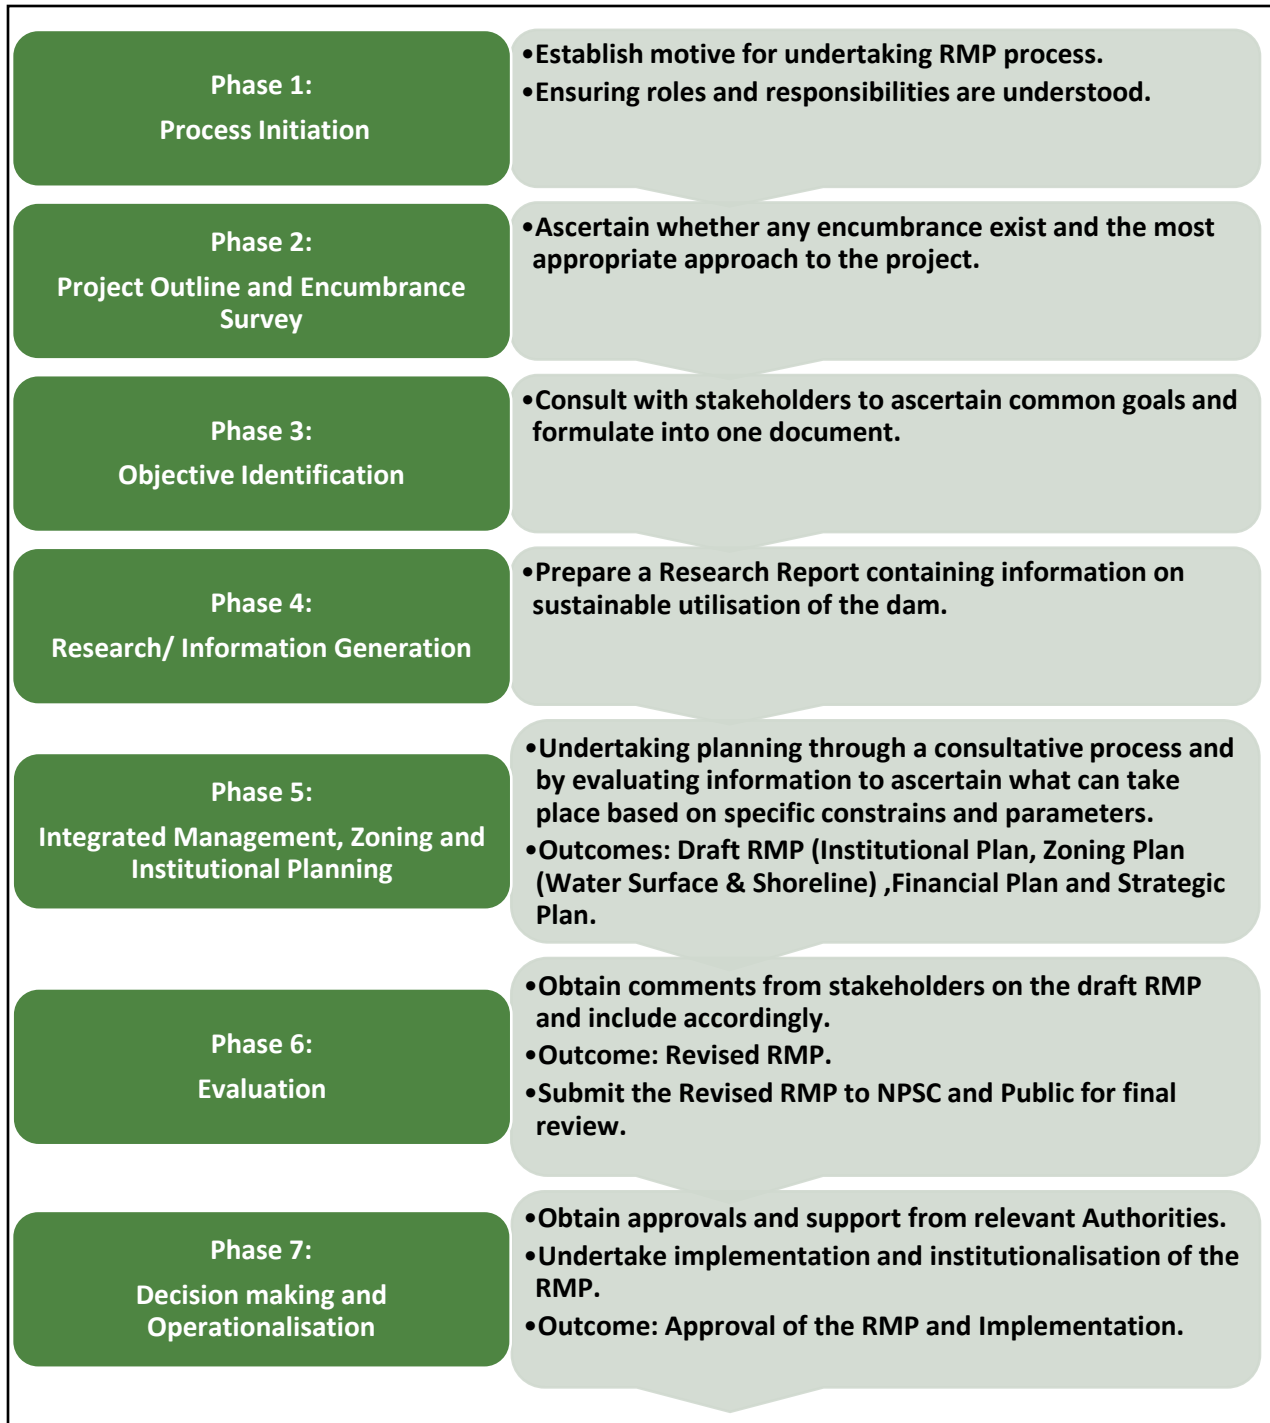 Phase 1:
Process Initiation
•Establish motive for undertaking RMP process.
•Ensuring roles and responsibilities are understood.
Phase 2:
Project Outline and Encumbrance
Survey
•Ascertain whether any encumbrance exist and the most
appropriate approach to the project.
Phase 3:
Objective Identification
•Consult with stakeholders to ascertain common goals and
formulate into one document.
Phase 4:
Research/ Information Generation
•Prepare a Research Report containing information on
sustainable utilisation of the dam.
Phase 5:
Integrated Management, Zoning and
Institutional Planning
•Undertaking planning through a consultative process and
by evaluating information to ascertain what can take
place based on specific constrains and parameters.
•Outcomes: Draft RMP (Institutional Plan, Zoning Plan
(Water Surface & Shoreline) ,Financial Plan and Strategic
Plan.
Phase 6:
Evaluation
•Obtain comments from stakeholders on the draft RMP
and include accordingly.
•Outcome: Revised RMP.
•Submit the Revised RMP to NPSC and Public for final
review.
Phase 7:
Decision making and
Operationalisation
•Obtain approvals and support from relevant Authorities.
•Undertake implementation and institutionalisation of the
RMP.
•Outcome: Approval of the RMP and Implementation.